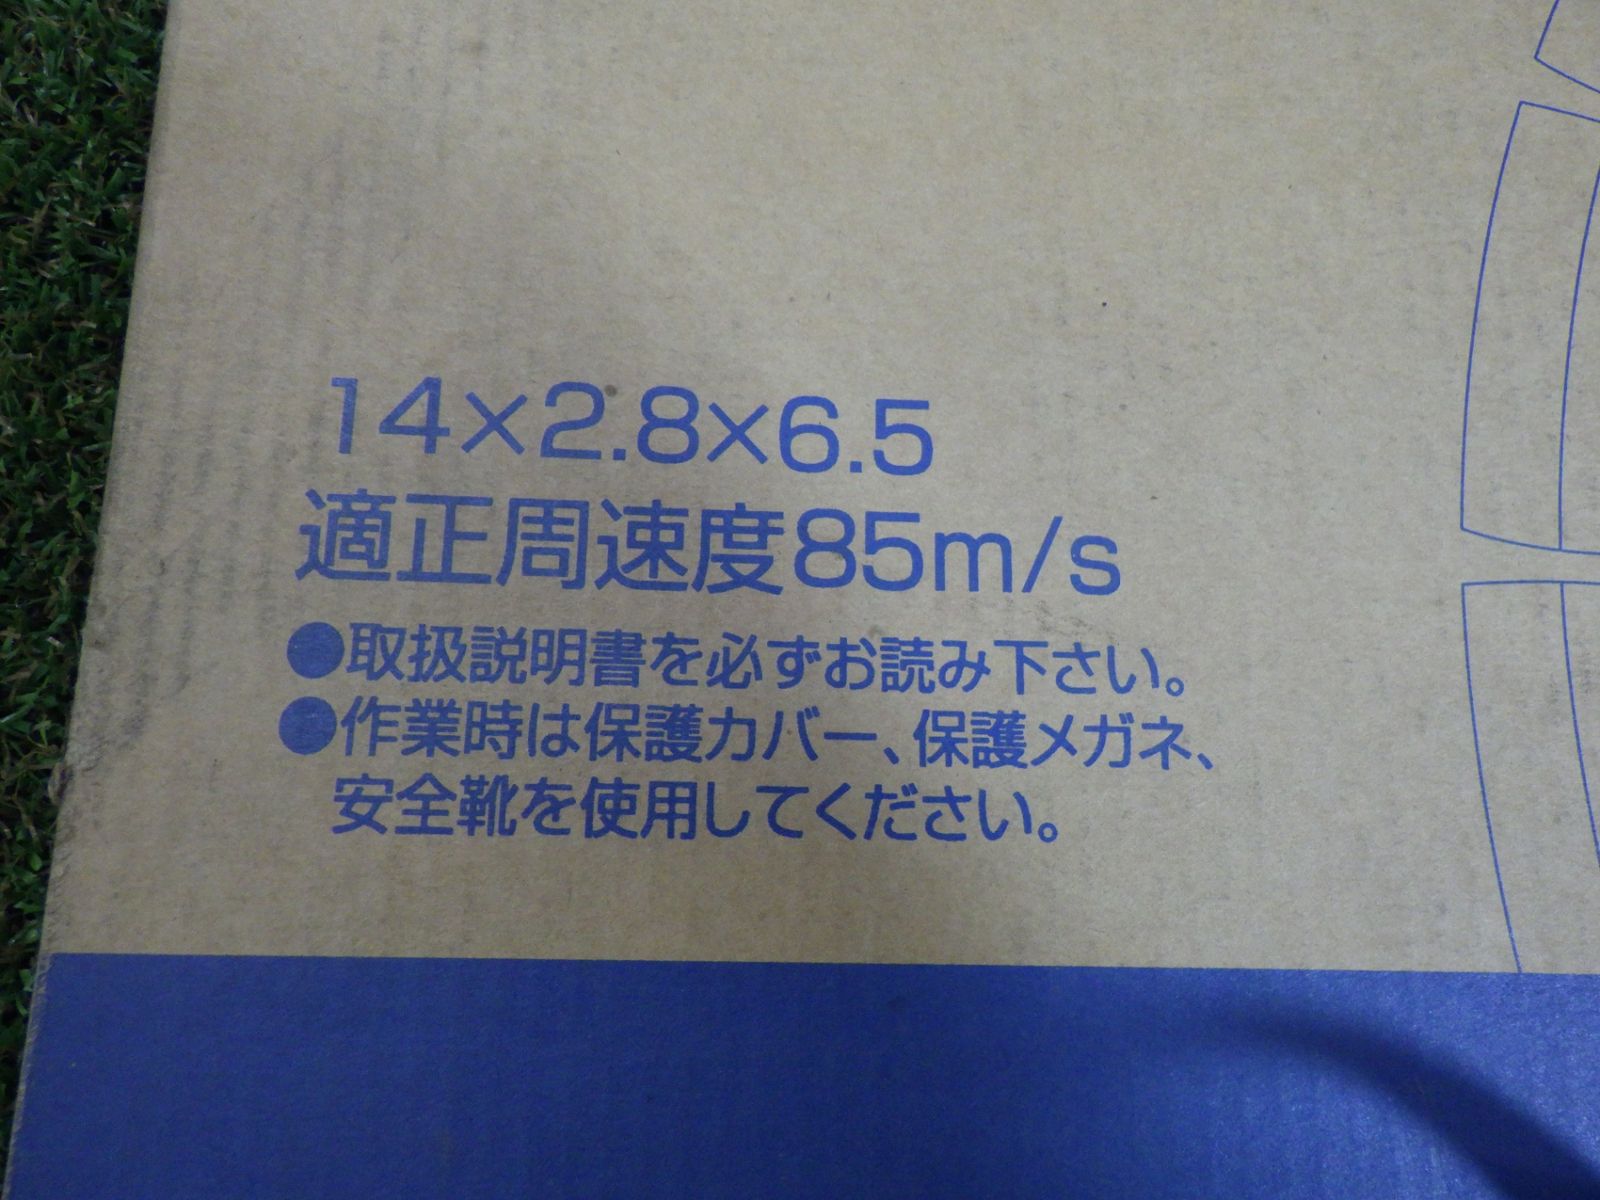 14×2.8×6.5
適正周速度85m/s
●取扱説明書を必ずお読み下さい。
●作業時は保護カバー、保護メガネ、
安全靴を使用してください。